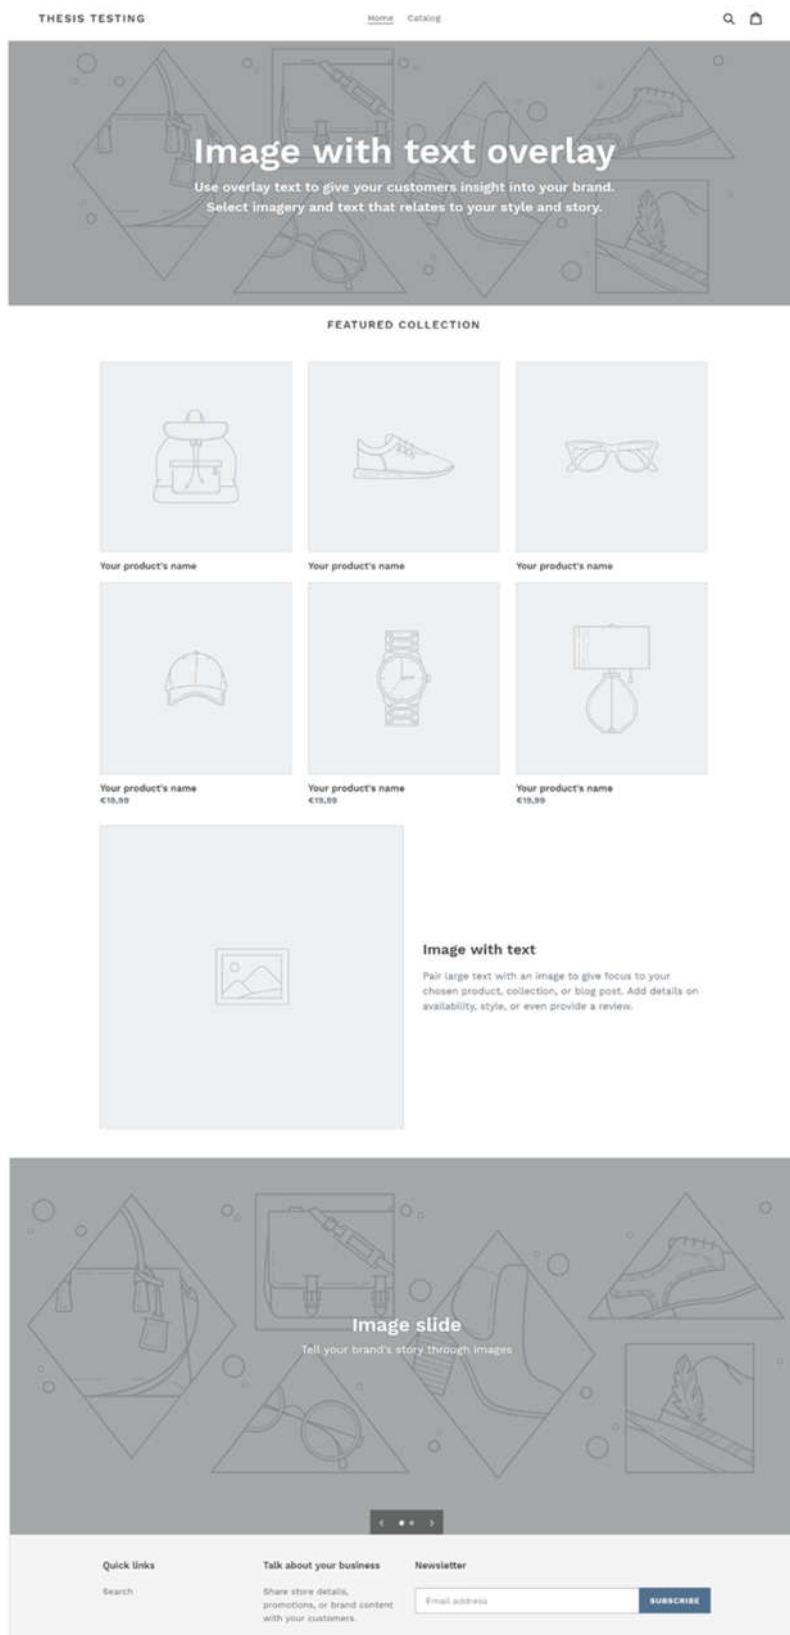 THESIS TESTING
Home Catalog
Image with text overlay
Use overlay text to give your customers insight into your brand.
Select imagery and text that relates to your style and story.
FEATURED COLLECTION
Your product's name
Your product's name
Your product's name
Your product's name
€19,99
Your product's name
€19,99
Your product's name
€19,99
Image with text
Pair large text with an image to give focus to your
chosen product, collection, or blog post. Add details on
availability, style, or even provide a review.
Image slide
Tell your brand's story through images
Quick links
Search
Talk about your business
Share store details,
promotions, or brand content
with your customers.
Newsletter
Email address
SUBSCRIBE